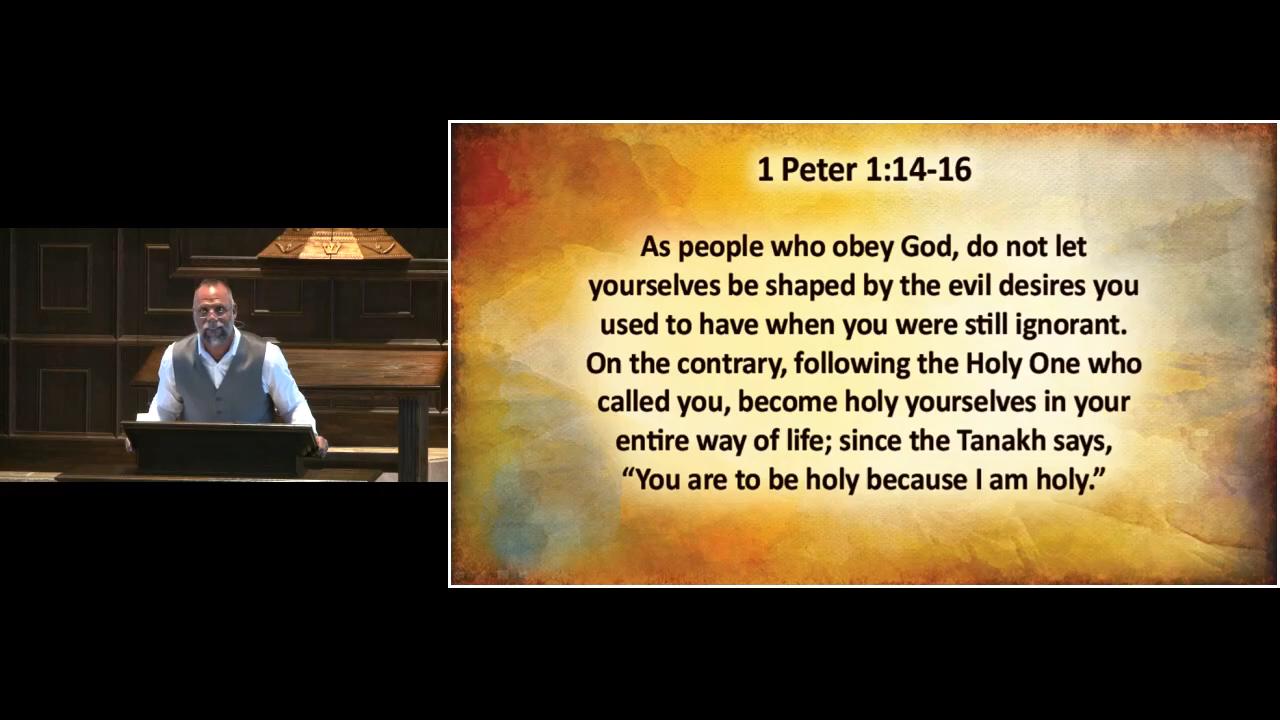 1 Peter 1:14-16
As people who obey God, do not let
yourselves be shaped by the evil desires you
used to have when you were still ignorant.
On the contrary, following the Holy One who
called you, become holy yourselves in your
entire way of life; since the Tanakh says,
“You are to be holy because I am holy.”